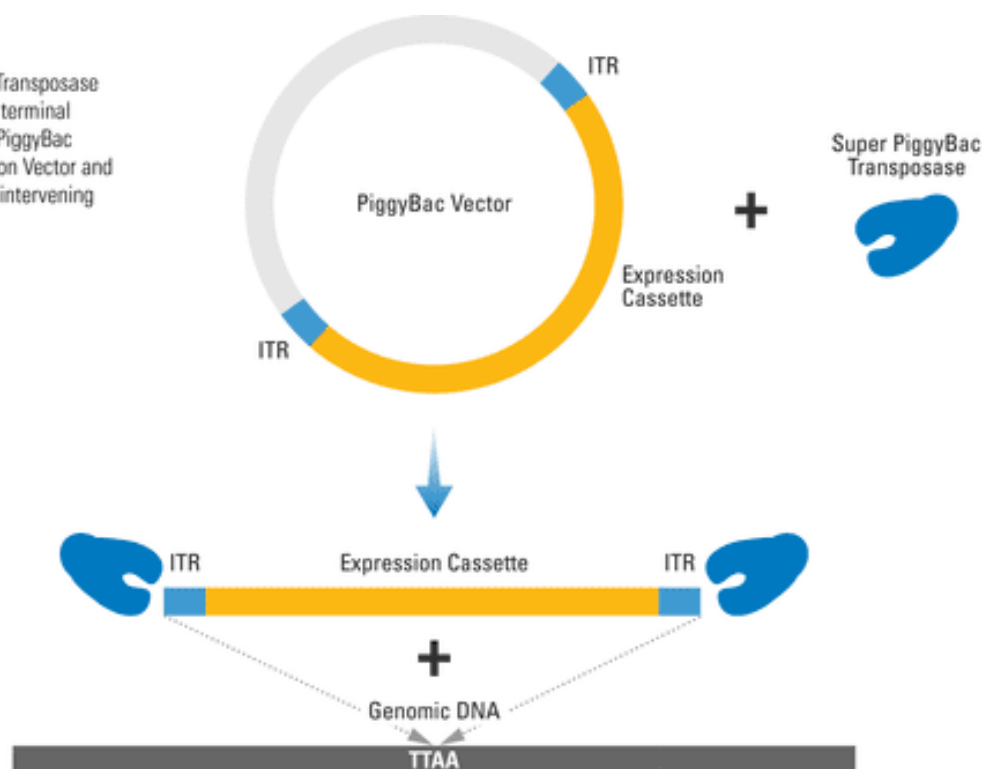 ITR
Transposase
terminal
PiggyBac
on Vector and
intervening
Super PiggyBac
Transposase
PiggyBac Vector
Expression
Cassette
ITR
ITR
Expression Cassette
ITR
Genomic DNA
TTAA